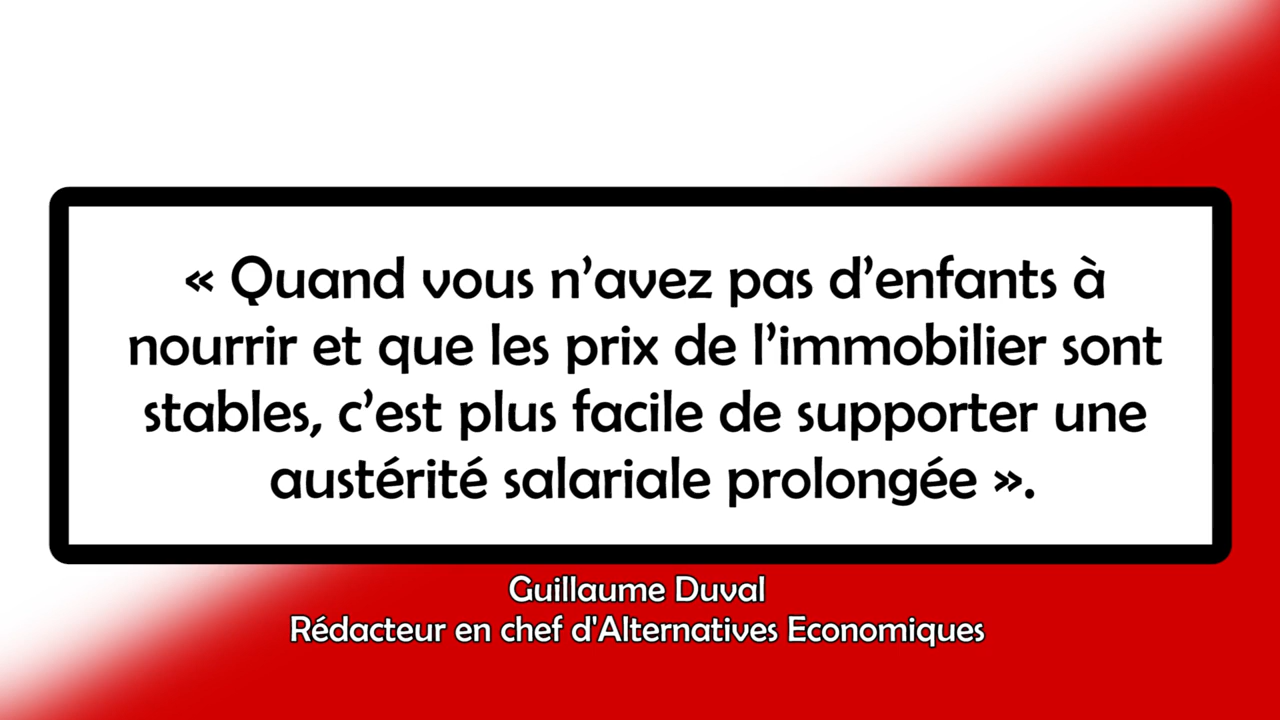 « Quand vous n’avez pas d’enfants à
nourrir et que les prix de l’immobilier sont
stables, c’est plus facile de supporter une
austérité salariale prolongée ».
Guillaume Duval
Rédacteur en chef d'Alternatives Economiques